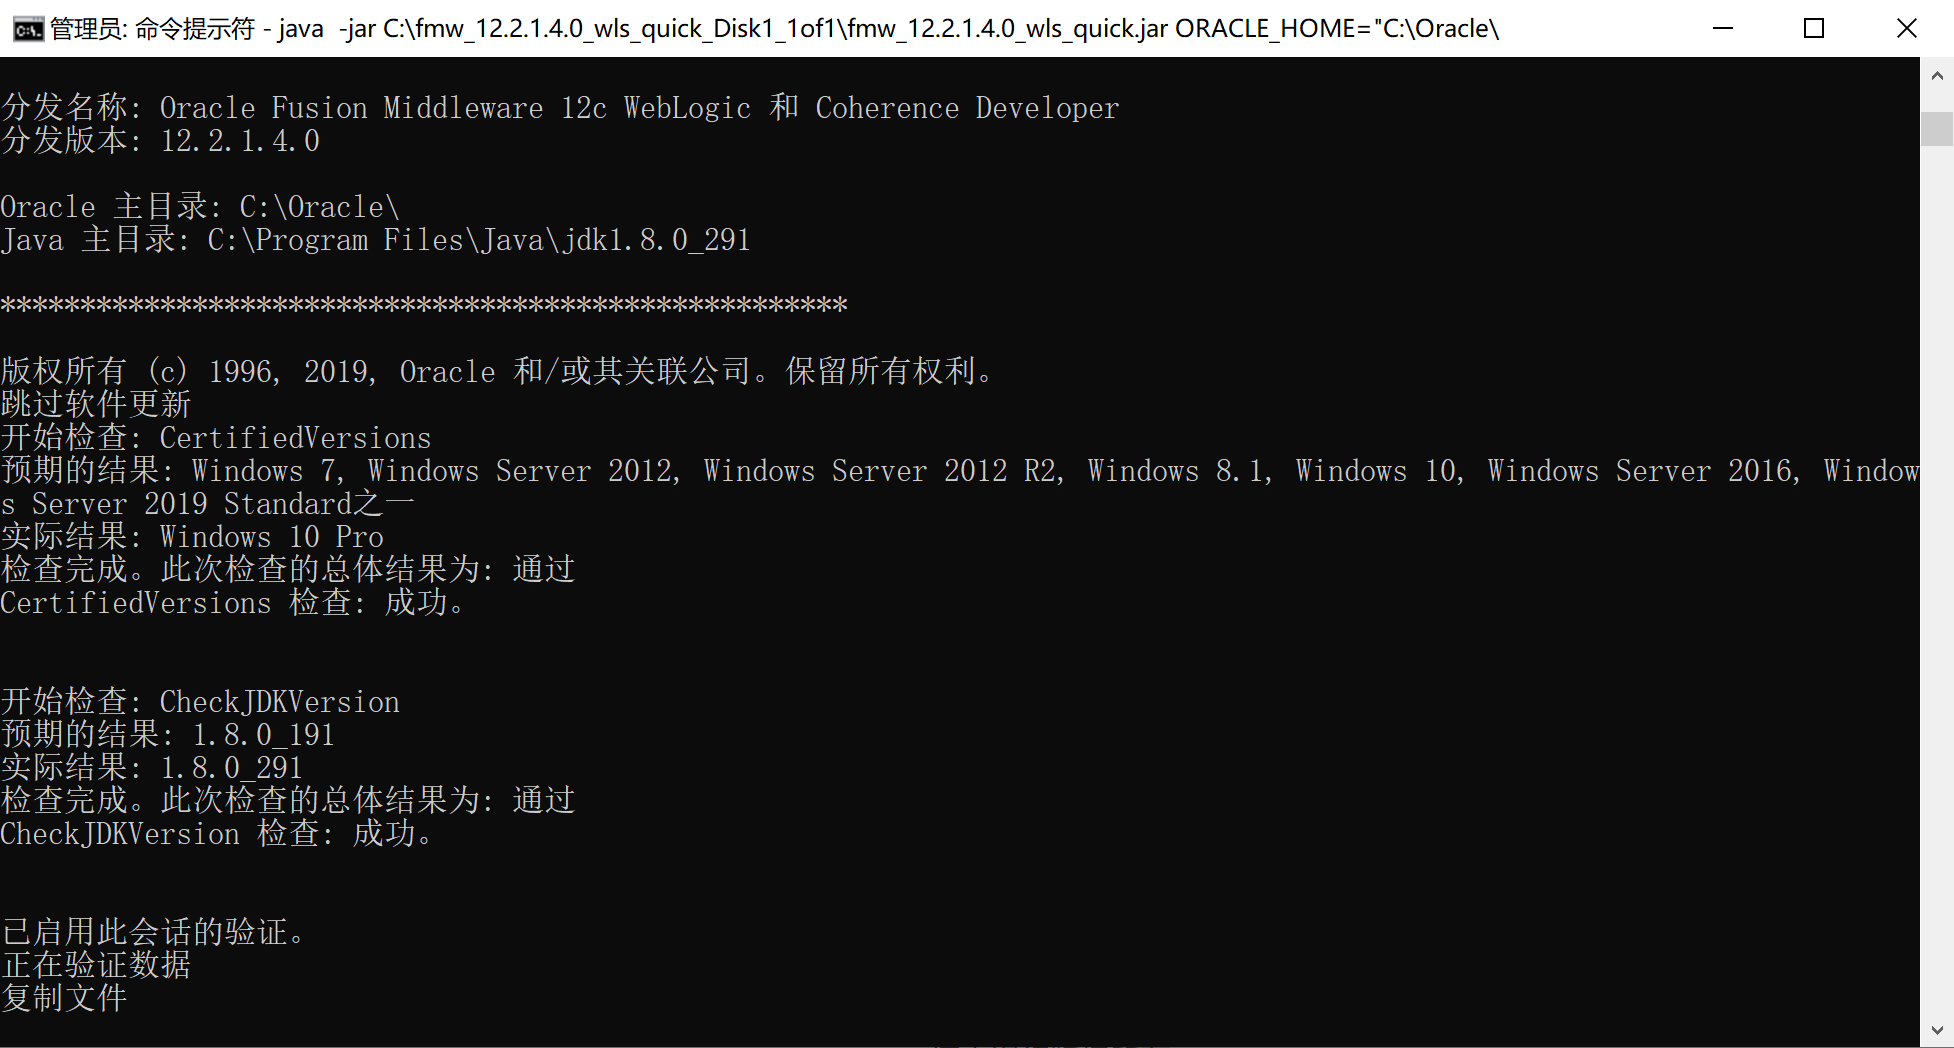 管理员: 命令提示符 - java  -jar C:\fmw_12.2.1.4.0_wls_quick_Disk1_1of1\fmw_12.2.1.4.0_wls_quick.jar ORACLE_HOME="C:\Oracle\
分发名称: Oracle Fusion Middleware 12c WebLogic 和 Coherence Developer
分发版本: 12.2.1.4.0
Oracle 主目录: C:\Oracle\
Java 主目录: C:\Program Files\Java\jdk1.8.0_291
*****************************************************
版权所有 (c) 1996, 2019, Oracle 和/或其关联公司。保留所有权利。
跳过软件更新
开始检查: CertifiedVersions
预期的结果: Windows 7, Windows Server 2012, Windows Server 2012 R2, Windows 8.1, Windows 10, Windows Server 2016, Window
s Server 2019 Standard之一
实际结果: Windows 10 Pro
检查完成。此次检查的总体结果为: 通过
CertifiedVersions 检查: 成功。
开始检查: CheckJDKVersion
预期的结果: 1.8.0_191
实际结果: 1.8.0_291
检查完成。此次检查的总体结果为: 通过
CheckJDKVersion 检查: 成功。
已启用此会话的验证。
正在验证数据
复制文件